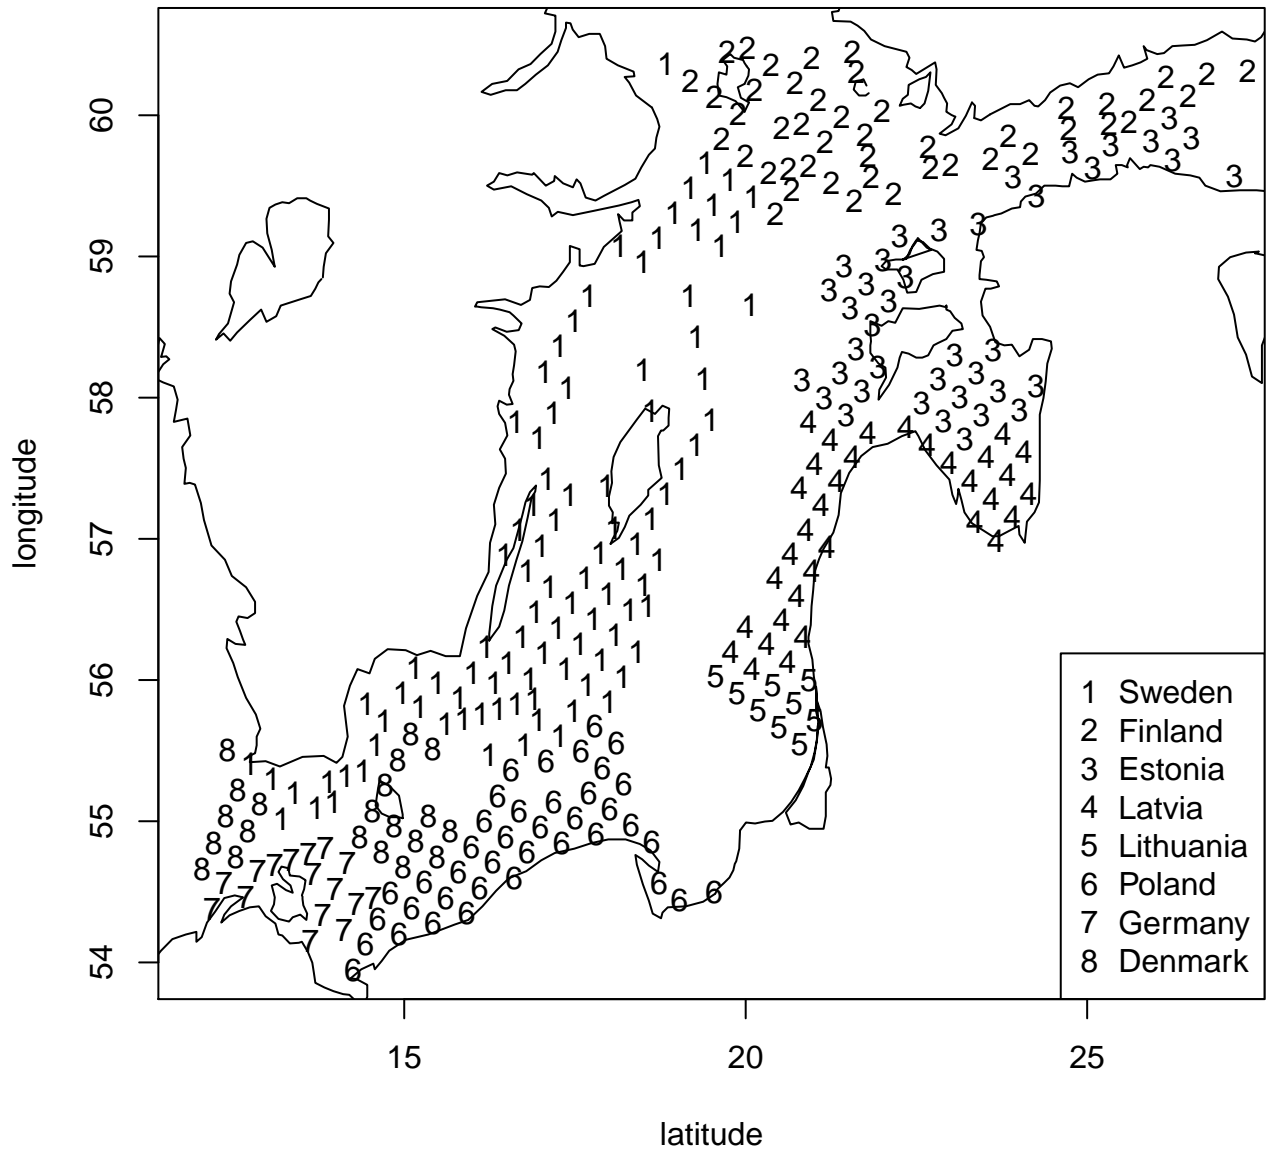 longitude
60
59
58
57
56
55
54
1 Sweden
2 Finland
3 Estonia
4 Latvia
5 Lithuania
6 Poland
7 Germany
8 Denmark
15 20 25
latitude